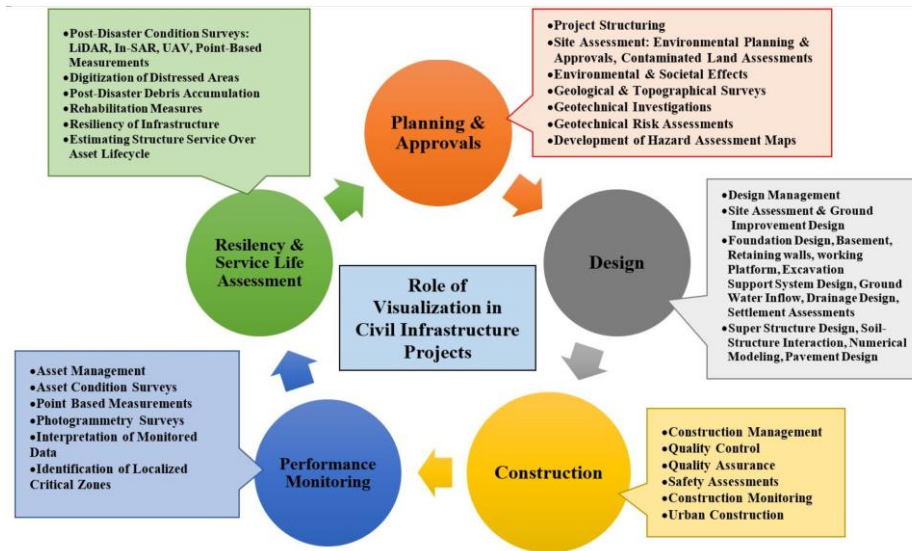 •Post-Disaster Condition Surveys:
LiDAR, In-SAR, UAV, Point-Based
Measurements
•Digitization of Distressed Areas
•Post-Disaster Debris Accumulation
•Rehabilitation Measures
•Resiliency of Infrastructure
•Estimating Structure Service Over
Asset Lifecycle
Planning &
Approvals
•Project Structuring
•Site Assessment: Environmental Planning &
Approvals, Contaminated Land Assessments
•Environmental & Societal Effects
•Geological & Topographical Surveys
•Geotechnical Investigations
•Geotechnical Risk Assessments
•Development of Hazard Assessment Maps
Resilency &
Service Life
Assessment
Role of
Visualization in
Civil Infrastructure
Projects
Design
•Design Management
•Site Assessment & Ground
Improvement Design
•Foundation Design, Basement,
Retaining walls, working
Platform, Excavation
Support System Design, Ground
Water Inflow, Drainage Design,
Settlement Assessments
•Super Structure Design, Soil-
Structure Interaction, Numerical
Modeling, Pavement Design
•Asset Management
•Asset Condition Surveys
•Point Based Measurements
•Photogrammetry Surveys
•Interpretation of Monitored
Data
•Identification of Localized
Critical Zones
Performance
Monitoring
Construction
•Construction Management
•Quality Control
•Quality Assurance
•Safety Assessments
•Construction Monitoring
•Urban Construction